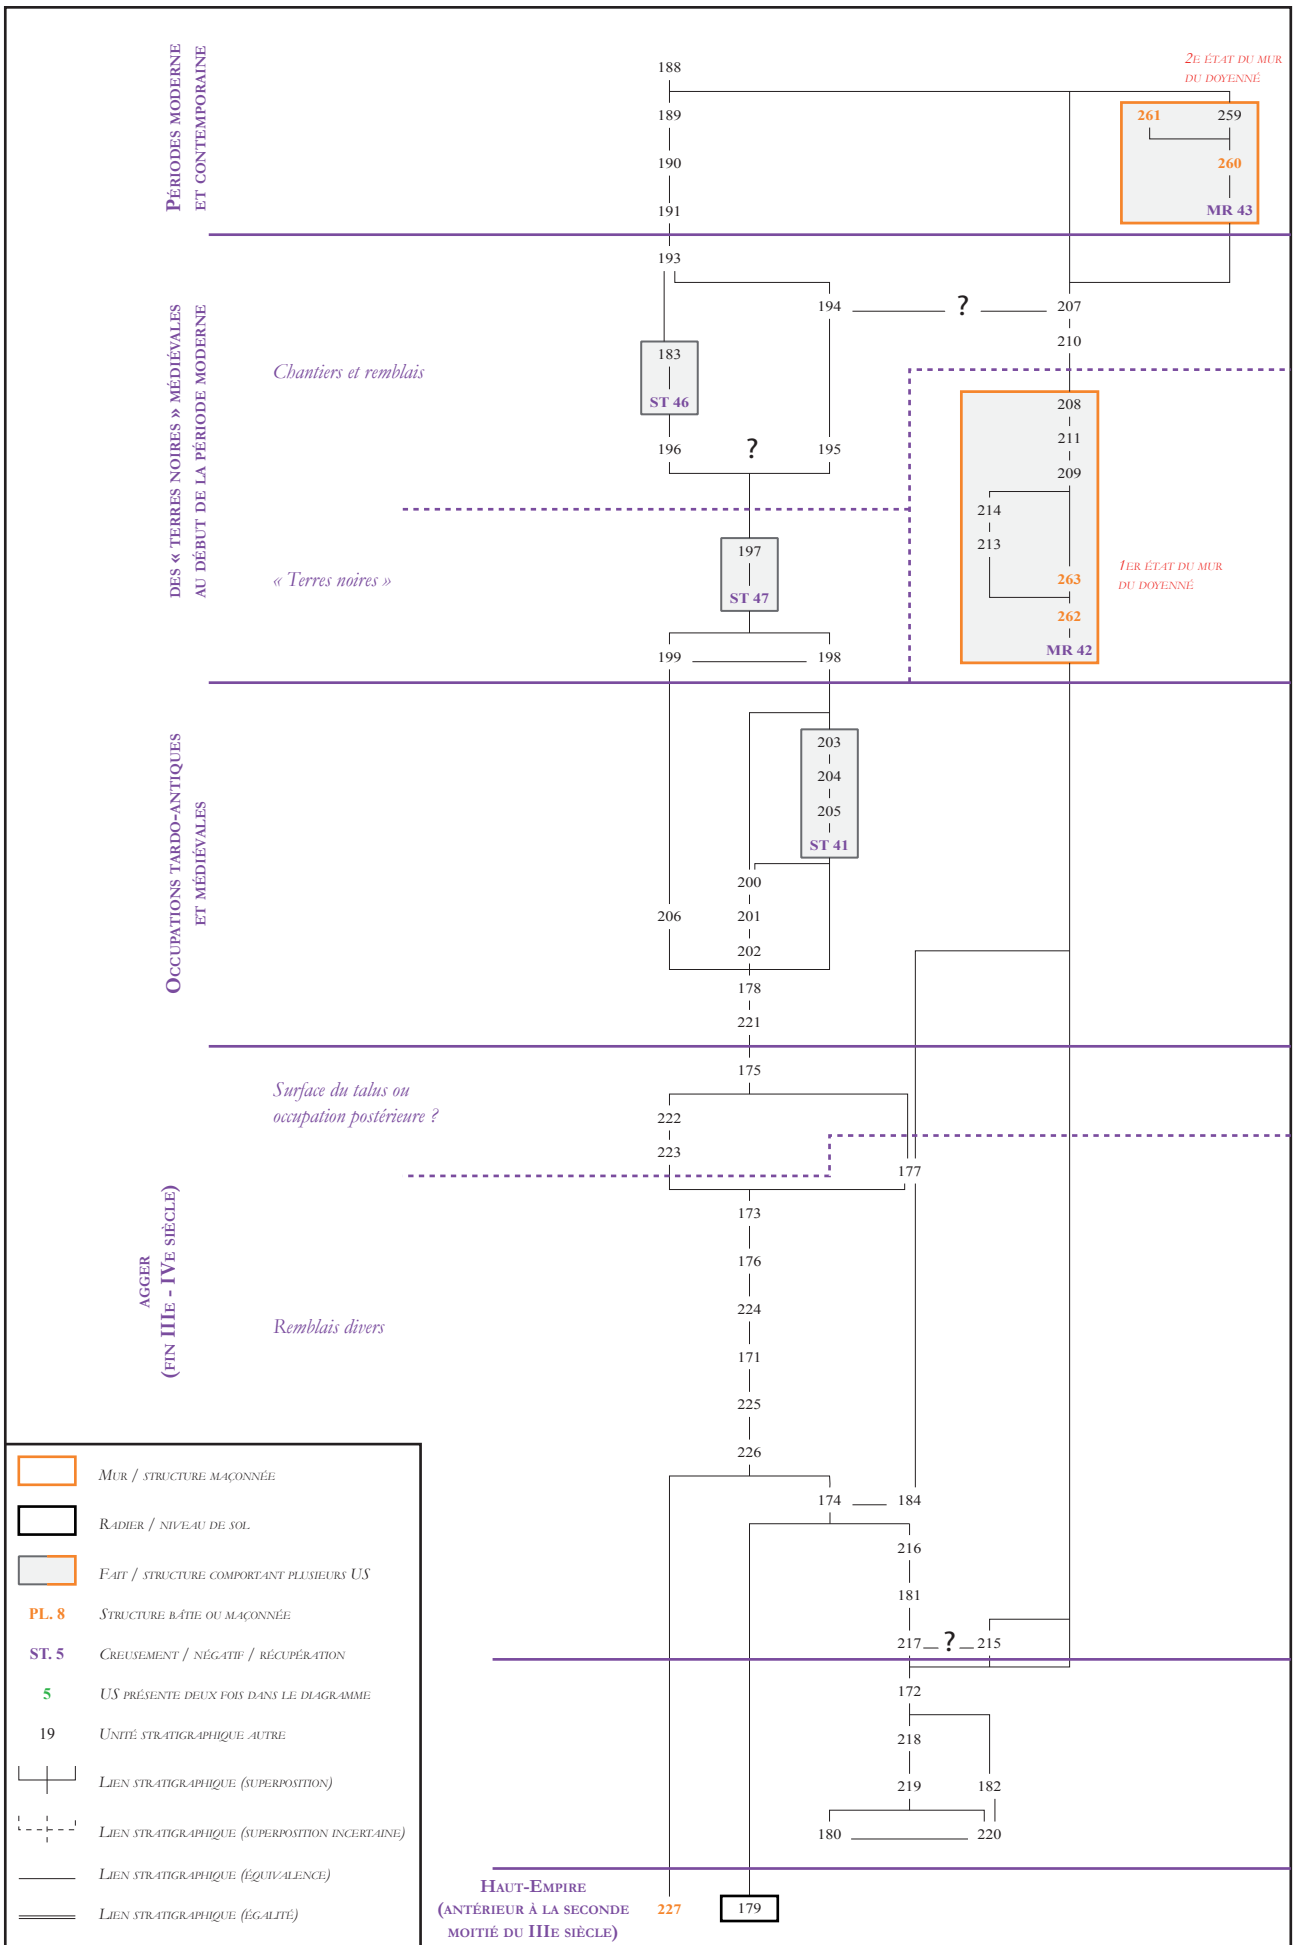 188
2E ÉTAT DU MUR
DU DOYENNÉ
PÉRIODES MODERNE
ET CONTEMPORAINE
189
261
259
190
260
191
MR 43
193
194
?
207
210
DES « TERRES NOIRES » MÉDIÉVALES
AU DÉBUT DE LA PÉRIODE MODERNE
Chantiers et remblais
183
ST 46
208
196
?
195
211
209
214
197
213
« Terres noires »
263
1ER ÉTAT DU MUR
DU DOYENNÉ
ST 47
262
MR 42
199
198
OCCUPATIONS TARDO-ANTIQUES
ET MÉDIÉVALES
203
204
205
ST 41
200
206
201
202
178
221
175
Surface du talus ou
occupation postérieure ?
222
223
177
AGGER
(FIN IIIE - IVE SIÈCLE)
173
176
224
Remblais divers
171
225
226
174
184
216
181
217
?
215
172
218
219
182
180
220
HAUT-EMPIRE
(ANTÉRIEUR À LA SECONDE
MOITIÉ DU IIIE SIÈCLE)
227
179
MUR / STRUCTURE MAÇONNÉE
RADIER / NIVEAU DE SOL
FAIT / STRUCTURE COMPORTANT PLUSIEURS US
PL. 8 STRUCTURE BÂTIE OU MAÇONNÉE
ST. 5 CREUSEMENT / NÉGATIF / RÉCUPÉRATION
5 US PRÉSENTE DEUX FOIS DANS LE DIAGRAMME
19 UNITÉ STRATIGRAPHIQUE AUTRE
LIEN STRATIGRAPHIQUE (SUPERPOSITION)
LIEN STRATIGRAPHIQUE (SUPERPOSITION INCERTAINE)
LIEN STRATIGRAPHIQUE (ÉQUIVALENCE)
LIEN STRATIGRAPHIQUE (ÉGALITÉ)